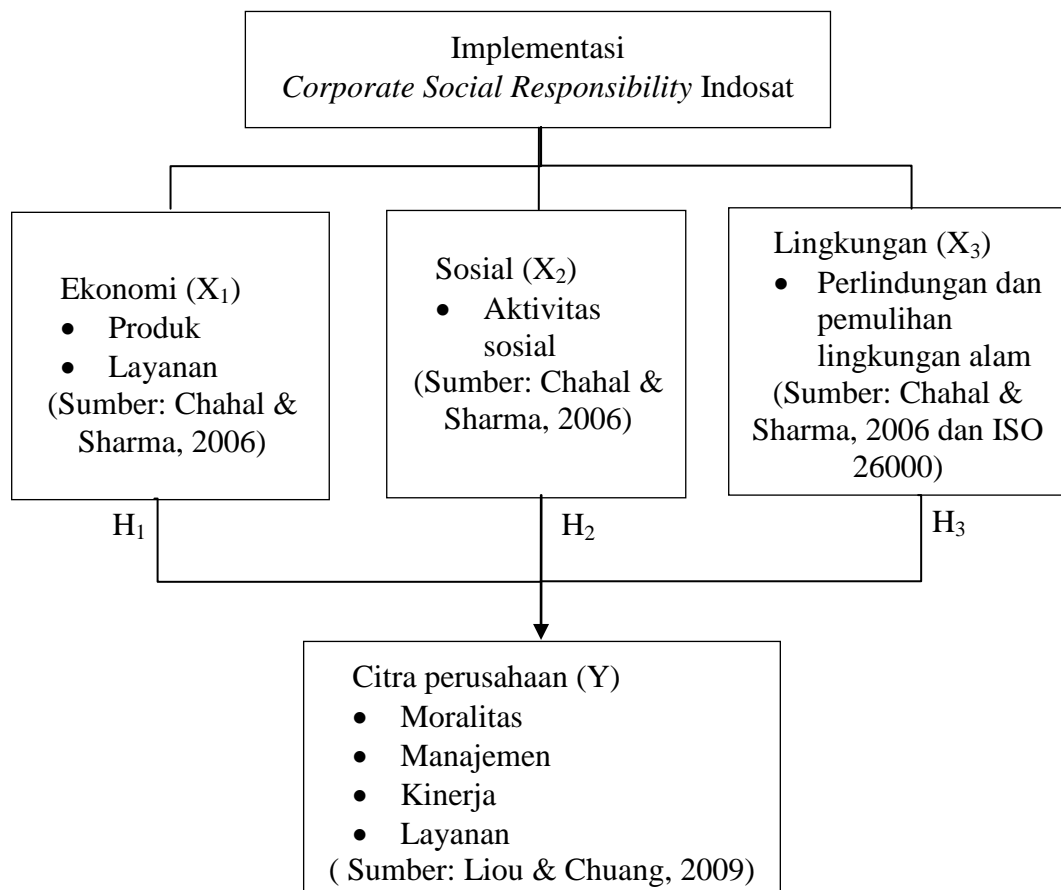 Implementasi
Corporate Social Responsibility Indosat
Ekonomi (X₁)
• Produk
• Layanan
(Sumber: Chahal &
Sharma, 2006)
Sosial (X₂)
• Aktivitas
sosial
(Sumber: Chahal &
Sharma, 2006)
Lingkungan (X₃)
• Perlindungan dan
pemulihan
lingkungan alam
(Sumber: Chahal &
Sharma, 2006 dan ISO
26000)
H₁
H₂
H₃
Citra perusahaan (Y)
• Moralitas
• Manajemen
• Kinerja
• Layanan
( Sumber: Liou & Chuang, 2009)